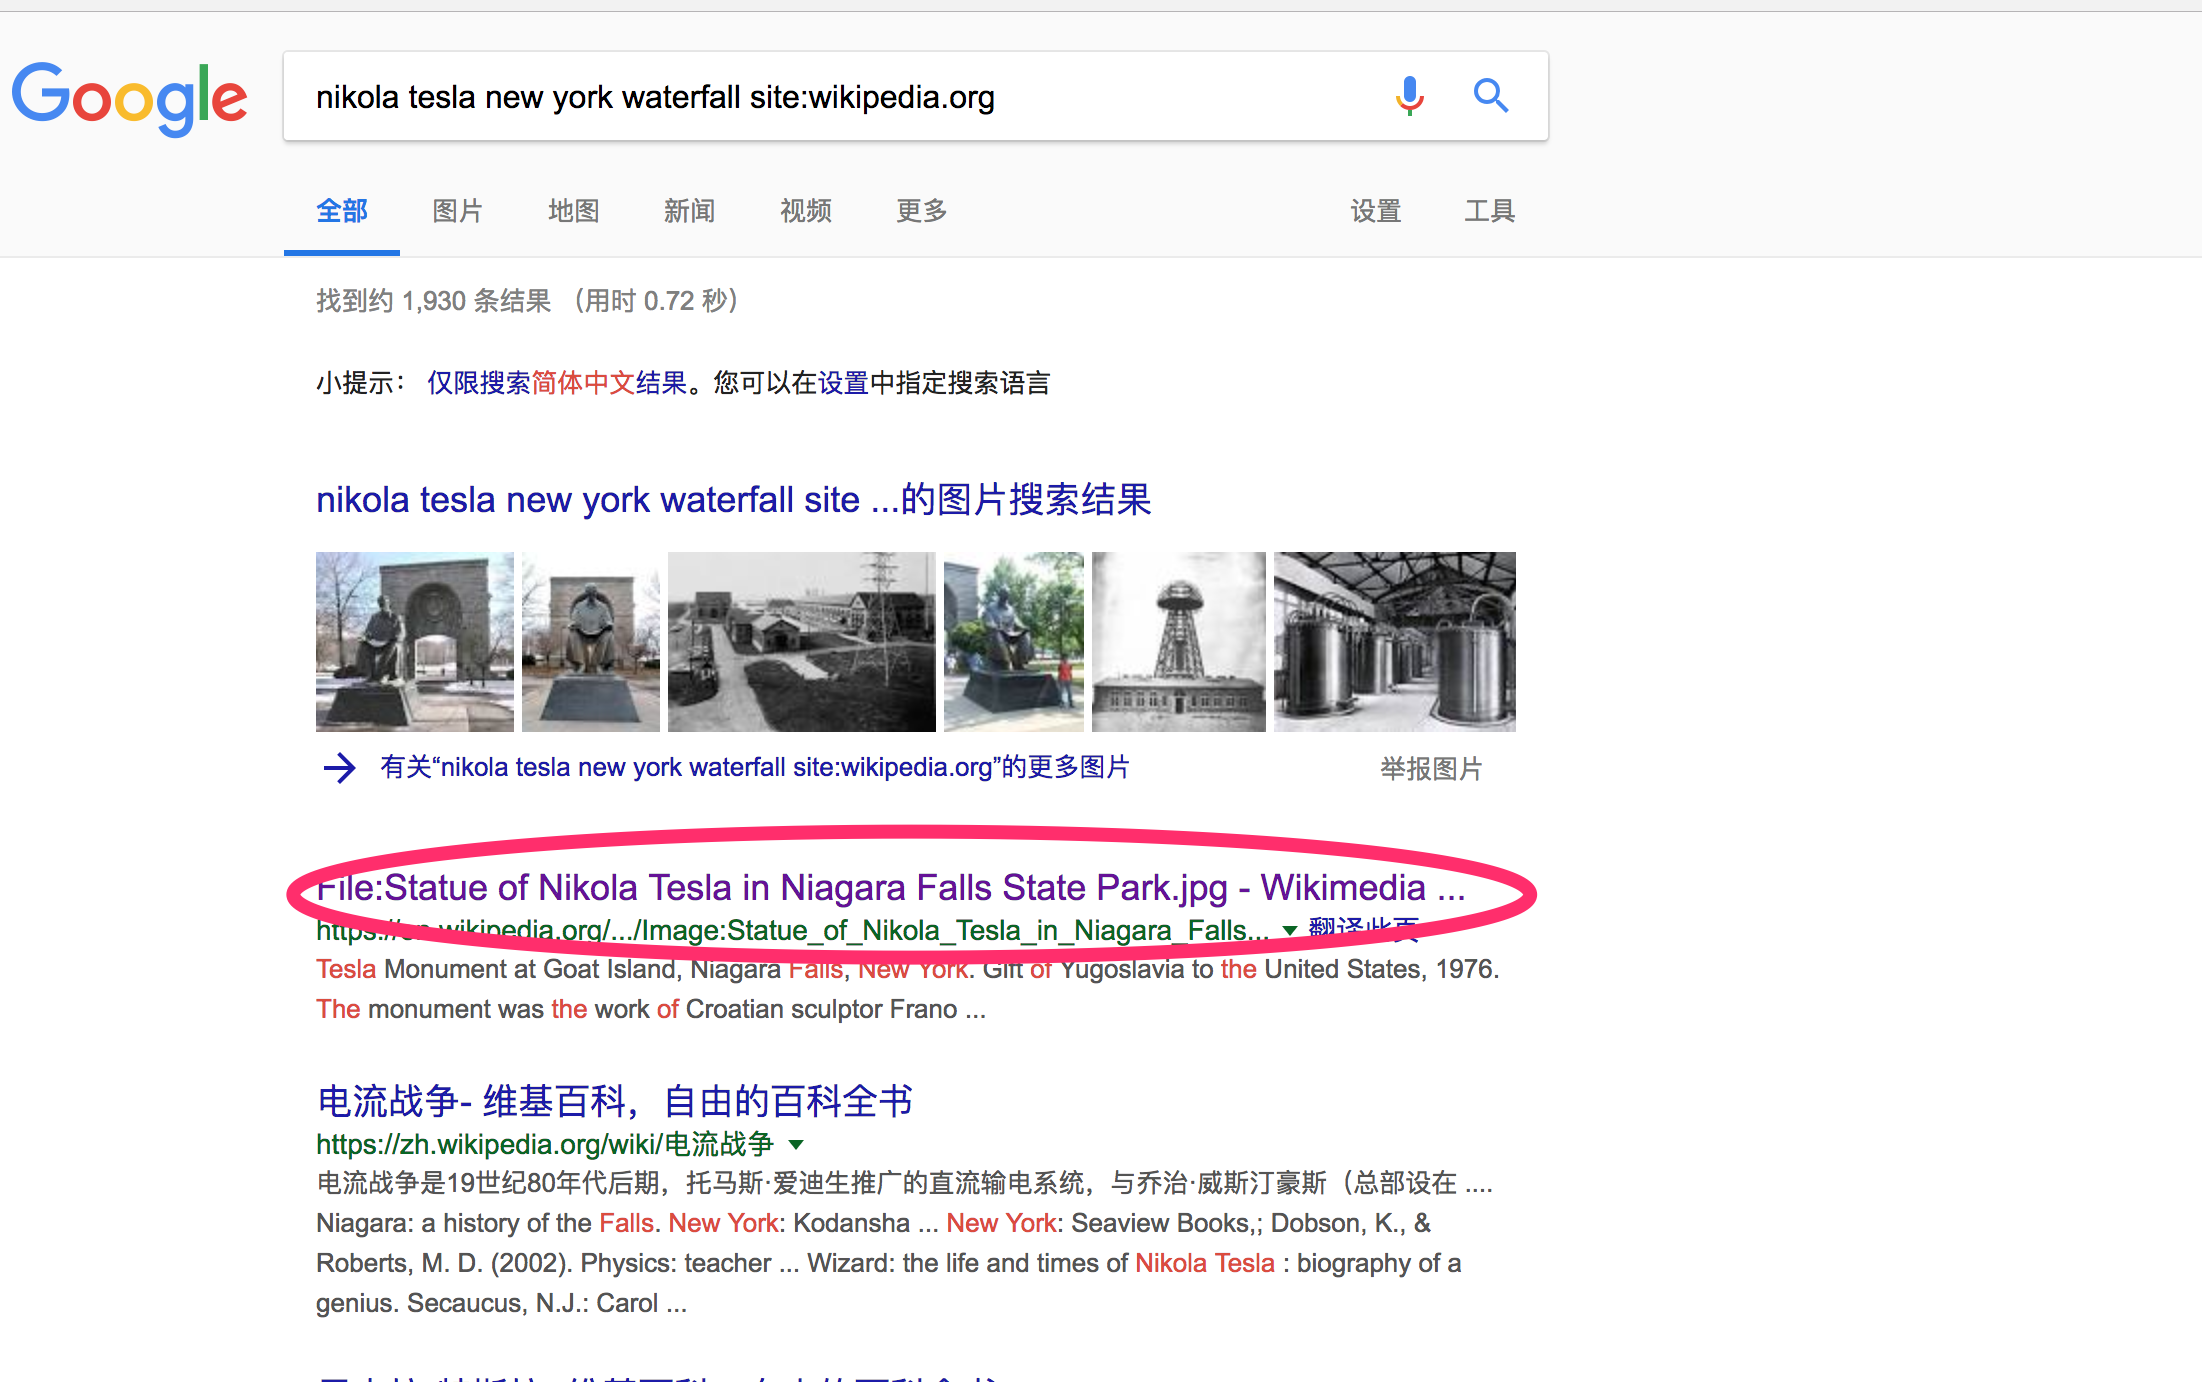 Google
nikola tesla new york waterfall site:wikipedia.org
全部 图片 地图 新闻 视频 更多 设置 工具
找到约 1,930 条结果 （用时 0.72 秒）
小提示： 仅限搜索简体中文结果。您可以在设置中指定搜索语言
nikola tesla new york waterfall site ...的图片搜索结果
有关“nikola tesla new york waterfall site:wikipedia.org”的更多图片 举报图片
File:Statue of Nikola Tesla in Niagara Falls State Park.jpg - Wikimedia ...
https://en.wikipedia.org/.../Image:Statue_of_Nikola_Tesla_in_Niagara_Falls... 翻译此页
Tesla Monument at Goat Island, Niagara Falls, New York. Gift of Yugoslavia to the United States, 1976.
The monument was the work of Croatian sculptor Frano ...
电流战争- 维基百科，自由的百科全书
https://zh.wikipedia.org/wiki/电流战争
电流战争是19世纪80年代后期，托马斯·爱迪生推广的直流输电系统，与乔治·威斯汀豪斯（总部设在 ....
Niagara: a history of the Falls. New York: Kodansha ... New York: Seaview Books,; Dobson, K., &
Roberts, M. D. (2002). Physics: teacher ... Wizard: the life and times of Nikola Tesla : biography of a
genius. Secaucus, N.J.: Carol ...